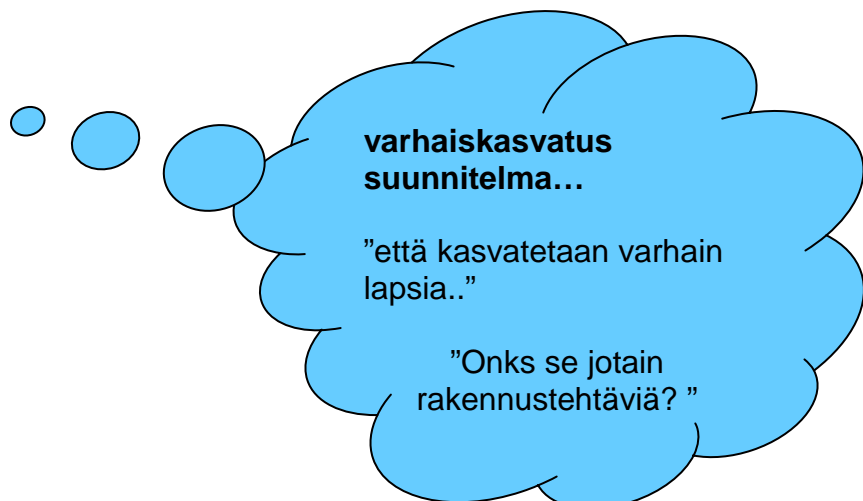 varhaiskasvatus
suunnitelma…
”että kasvatetaan varhain
lapsia..”
”Onks se jotain
rakennustehtäviä? ”